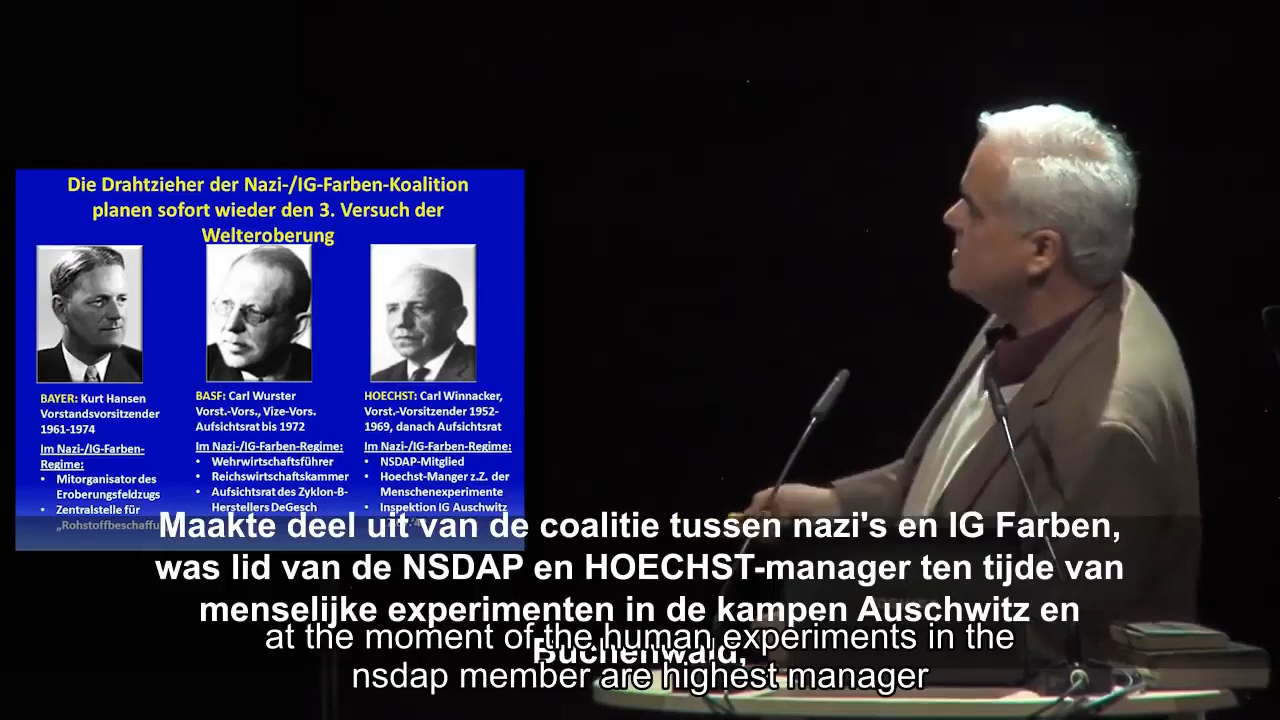 Die Drahtzieher der Nazi-/IG-Farben-Koalition
planen sofort wieder den 3. Versuch der
Welteroberung
BAYER: Kurt Hansen
Vorstandsvorsitzender
1961-1974
Im Nazi-/IG-Farben-
Regime:
• Mitorganisator des
Eroberungsfeldzugs
• Zentralstelle für
„Rohstoffbeschaffu
BASF: Carl Wurster
Vorst.-Vors., Vize-Vors.
Aufsichtsrat bis 1972
Im Nazi-/IG-Farben-Regime:
• Wehrwirtschaftsführer
• Reichswirtschaftskammer
• Aufsichtsrat des Zyklon-B-
Herstellers DeGesch
HOECHST: Carl Winnacker,
Vorst.-Vorsitzender 1952-
1969, danach Aufsichtsrat
Im Nazi-/IG-Farben-Regime:
• NSDAP-Mitglied
• Hoechst-Manger z.Z. der
Menschenexperimente
• Inspektion IG Auschwitz
Maakte deel uit van de coalitie tussen nazi's en IG Farben,
was lid van de NSDAP en HOECHST-manager ten tijde van
menselijke experimenten in de kampen Auschwitz en
Buchenwald,
at the moment of the human experiments in the
nsdap member are highest manager